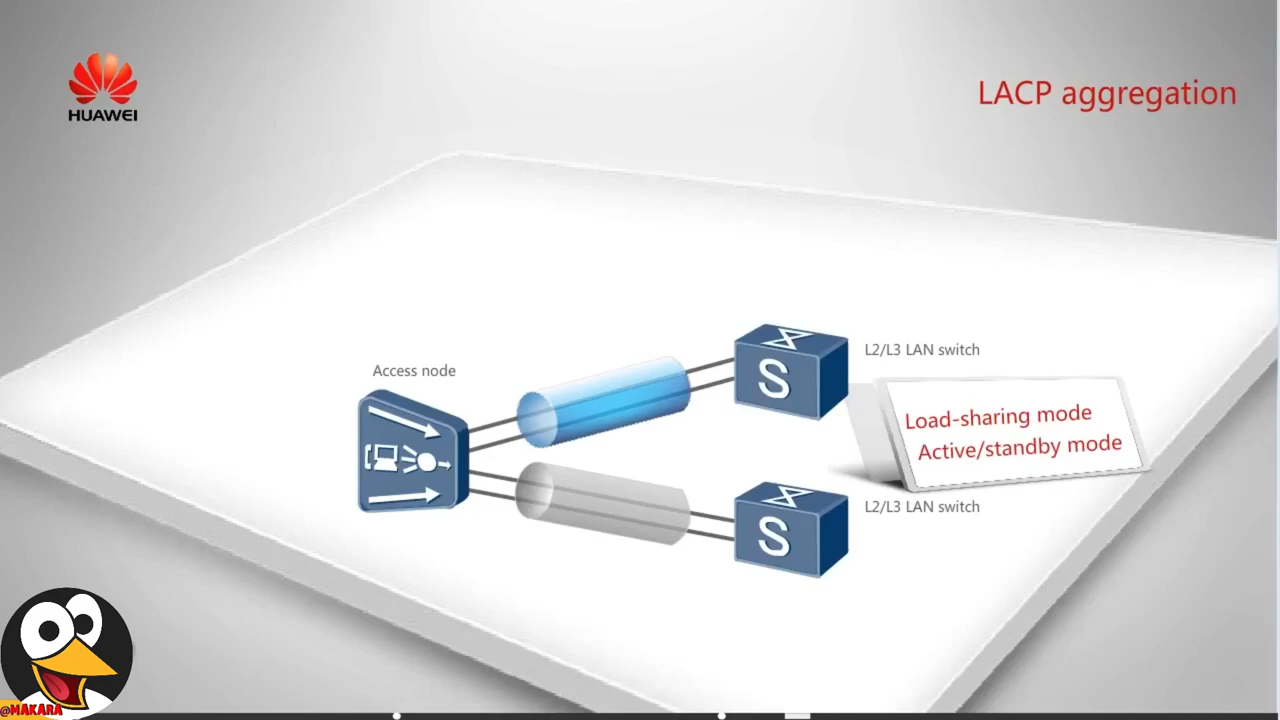 HUAWEI
LACP aggregation
Access node
L2/L3 LAN switch
Load-sharing mode
Active/standby mode
S
L2/L3 LAN switch
S
@MAKARA